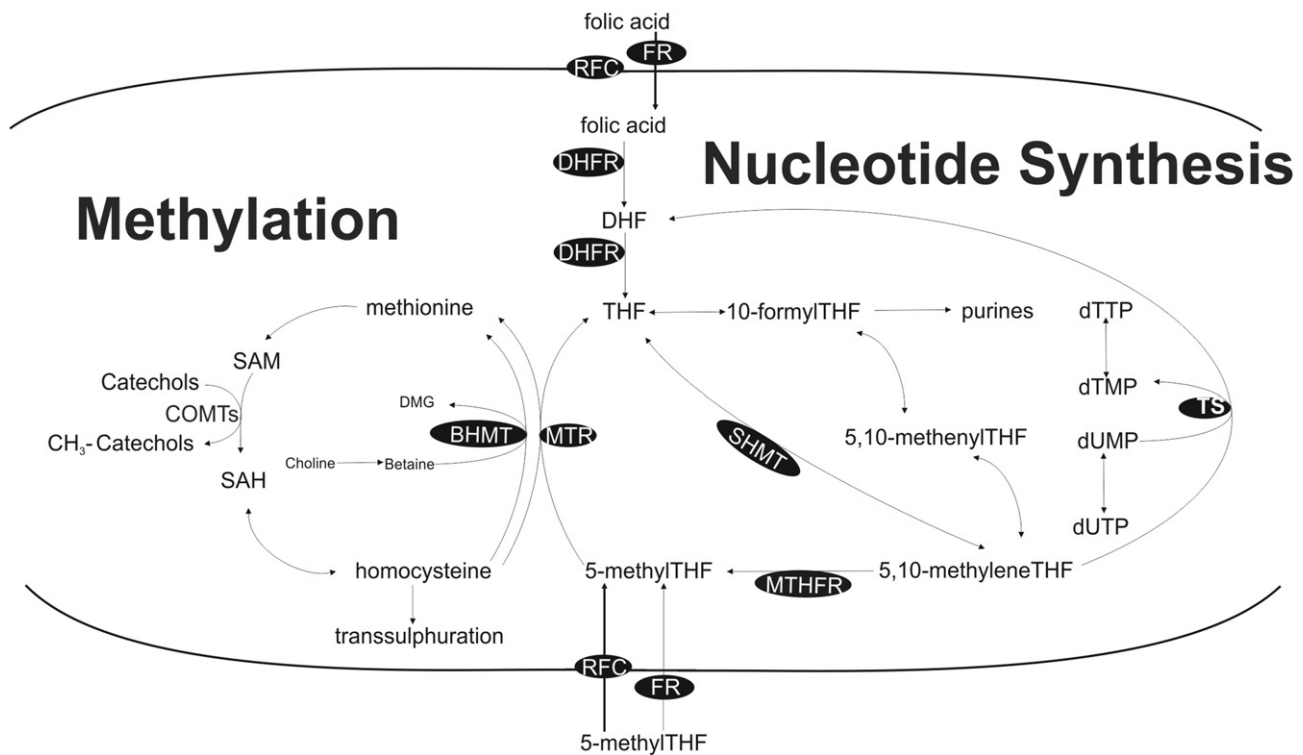 folic acid
FR
RFC
folic acid
DHFR
Nucleotide Synthesis
Methylation
DHF
DHFR
methionine
THF
10-formylTHF
purines
dTTP
SAM
Catechols
COMTs
CH₃-Catechols
SAH
DMG
BHMT
MTR
Choline
Betaine
SHMT
5,10-methenylTHF
dTMP
TS
dUMP
dUTP
homocysteine
5-methylTHF
MTHFR
5,10-methyleneTHF
transsulphuration
RFC
FR
5-methylTHF